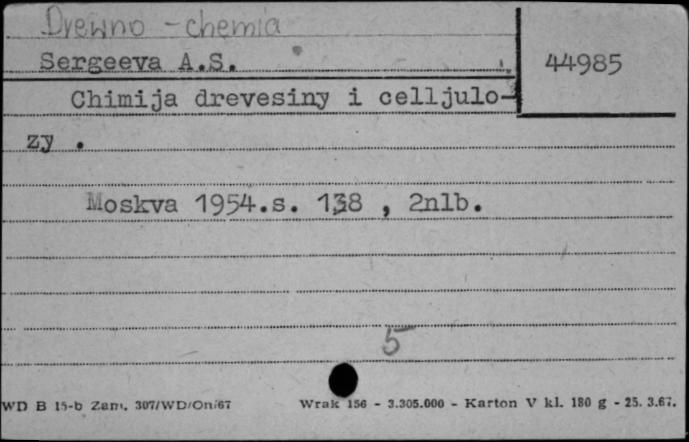 Drewno - chemia
Sergeeva A.S.
44985
Chimija drevesiny i celljulo-
zy .
Moskva 1954.s. 138 , 2nlb.
5
WD B 15-b Zam. 307/WD/On/67 Wrak 156 - 3.305.000 - Karton V kl. 180 g - 25. 3.67.